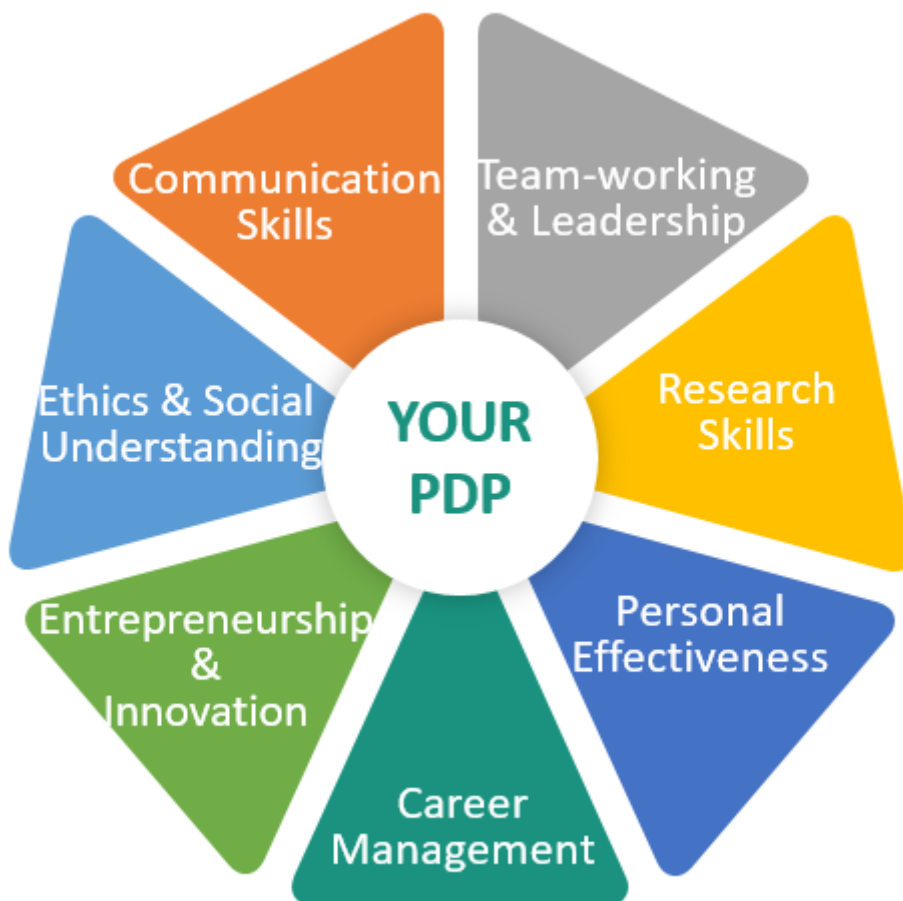 Communication
Skills
Team-working
& Leadership
Research
Skills
Personal
Effectiveness
Career
Management
Entrepreneurship
&
Innovation
Ethics & Social
Understanding
YOUR
PDP